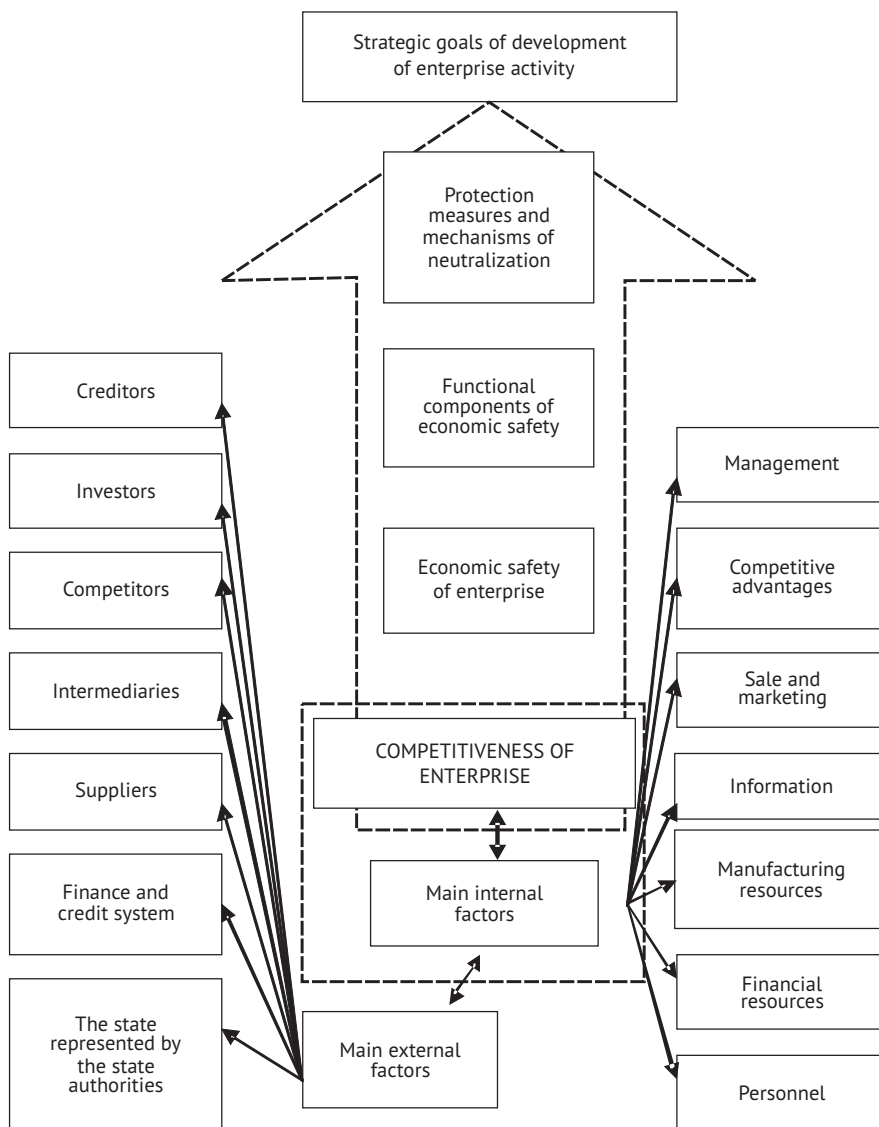 Strategic goals of development
of enterprise activity
Protection
measures and
mechanisms of
neutralization
Functional
components of
economic safety
Economic safety
of enterprise
COMPETITIVENESS OF
ENTERPRISE
Main internal
factors
Main external
factors
Creditors
Investors
Competitors
Intermediaries
Suppliers
Finance and
credit system
The state
represented by
the state
authorities
Management
Competitive
advantages
Sale and
marketing
Information
Manufacturing
resources
Financial
resources
Personnel